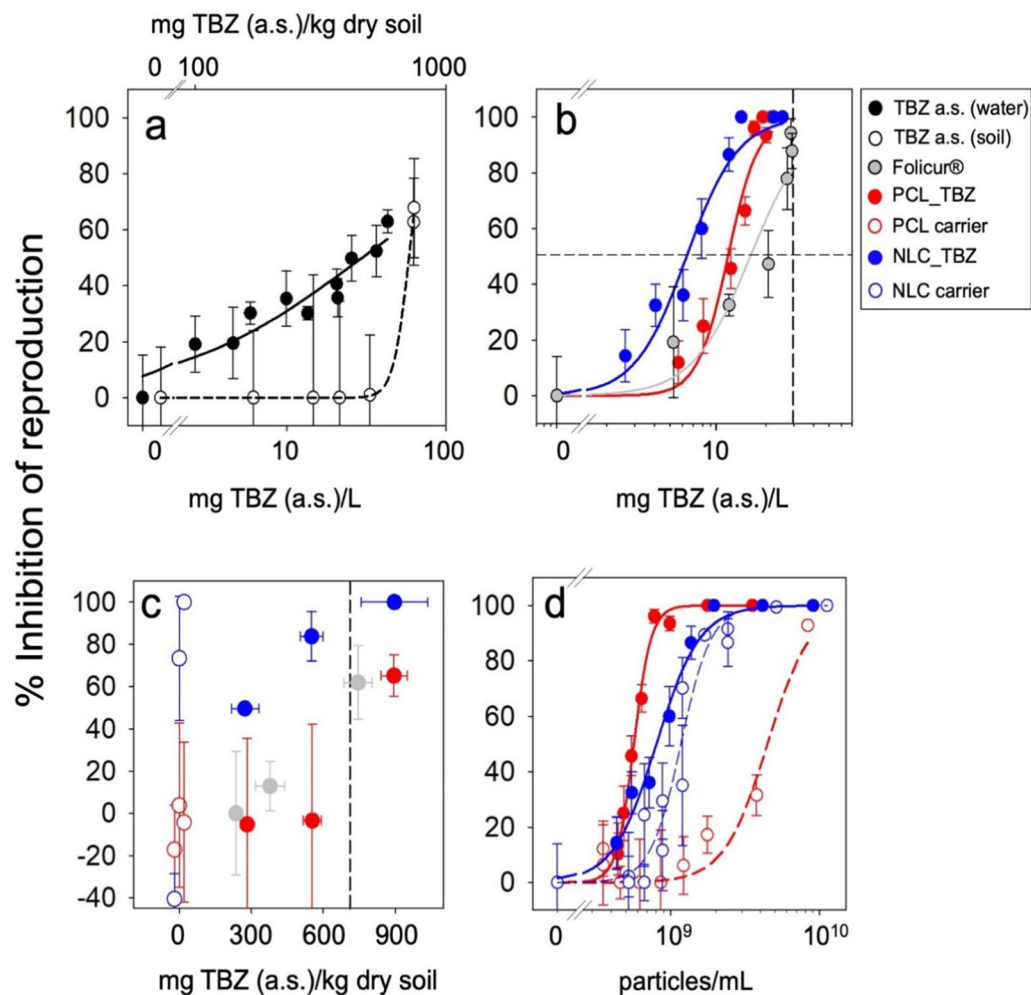 mg TBZ (a.s.)/kg dry soil
0 100 1000
a
100
80
60
40
20
0
0 10 100
mg TBZ (a.s.)/L
b
100
80
60
40
20
0
0 10
mg TBZ (a.s.)/L
TBZ a.s. (water)
TBZ a.s. (soil)
Folicur®
PCL_TBZ
PCL carrier
NLC_TBZ
NLC carrier
% Inhibition of reproduction
c
100
80
60
40
20
0
-20
-40
0 300 600 900
mg TBZ (a.s.)/kg dry soil
d
100
80
60
40
20
0
0 10⁹ 10¹⁰
particles/mL